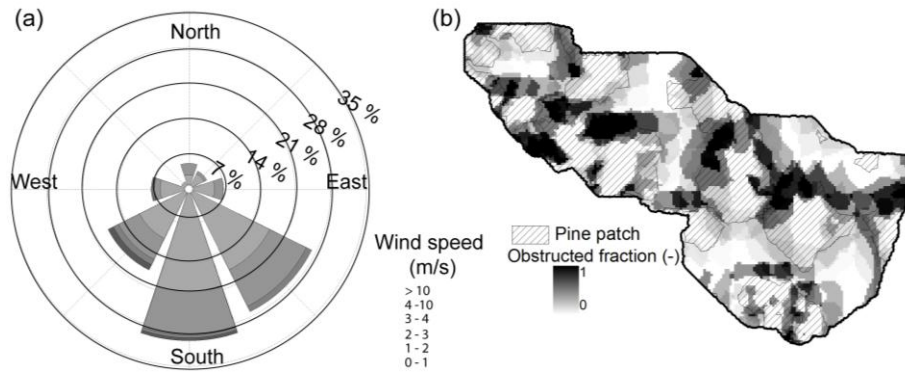 (a)
North
35 %
28 %
21 %
14 %
7 %
West
East
South
Wind speed
(m/s)
> 10
4 -10
3 - 4
2 - 3
1 - 2
0 - 1
(b)
Pine patch
Obstructed fraction (-)
1
0